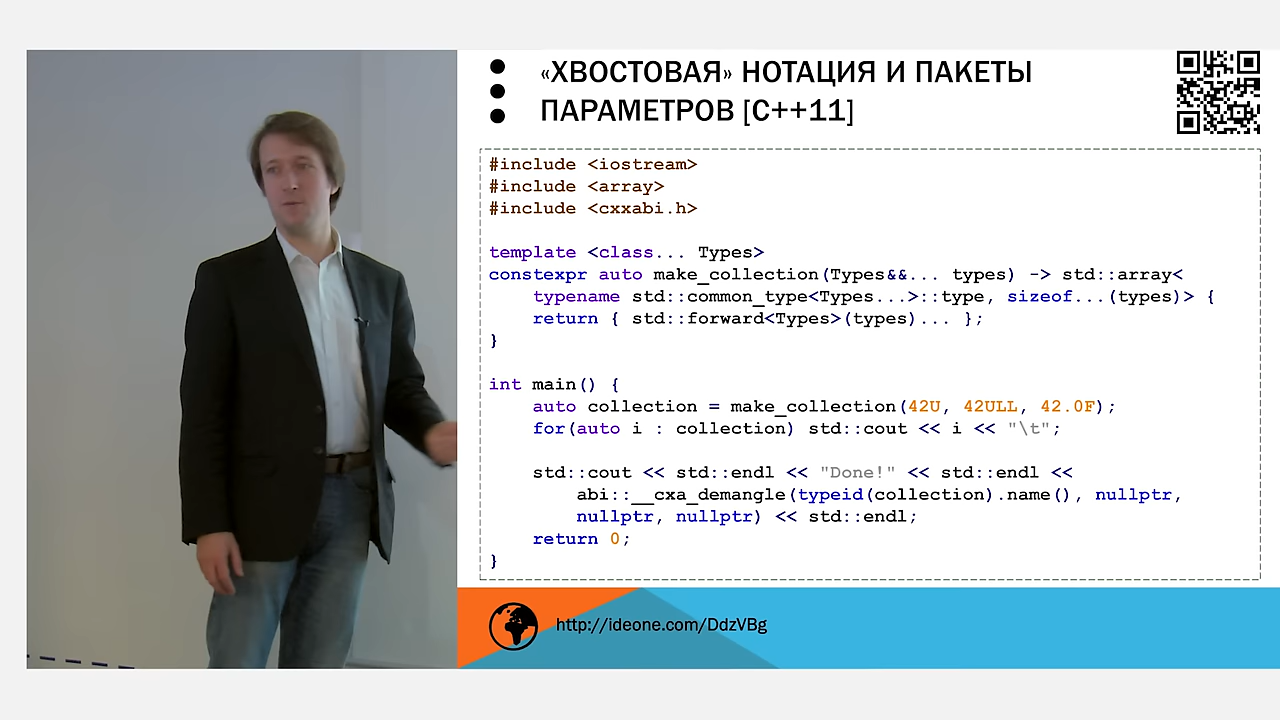 «ХВОСТОВАЯ» НОТАЦИЯ И ПАКЕТЫ
ПАРАМЕТРОВ [C++11]
#include <iostream>
#include <array>
#include <cxxabi.h>
template <class... Types>
constexpr auto make_collection(Types&&... types) -> std::array<
typename std::common_type<Types...>::type, sizeof...(types)> {
return { std::forward<Types>(types)... };
}
int main() {
auto collection = make_collection(42U, 42ULL, 42.0F);
for(auto i : collection) std::cout << i << "\t";
std::cout << std::endl << "Done!" << std::endl <<
abi::__cxa_demangle(typeid(collection).name(), nullptr,
nullptr, nullptr) << std::endl;
return 0;
}
http://ideone.com/DdzVBg